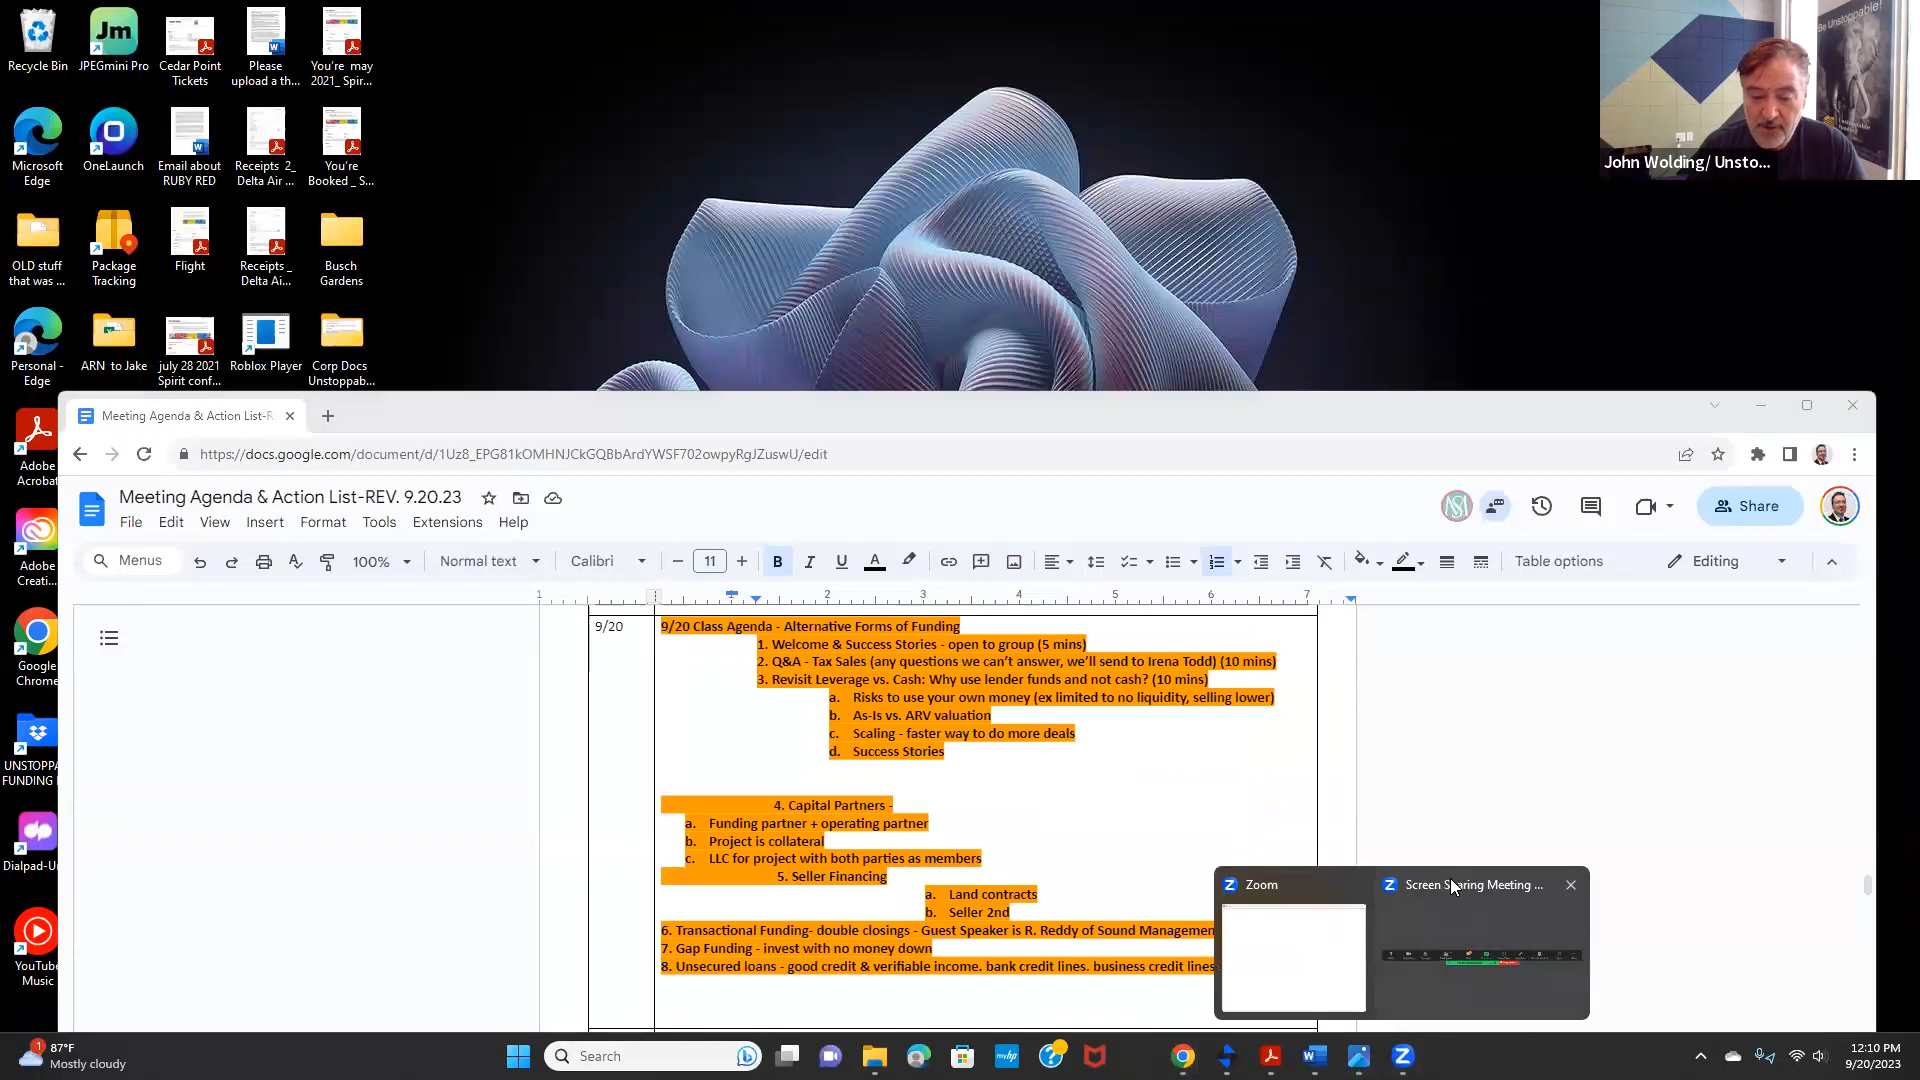 Recycle Bin
JPEGmini Pro
Cedar Point
Tickets
Please
upload a th...
You're may
2021_ Spir...
Be Unstoppable!
John Wolding/ Unsto...
Microsoft
Edge
OneLaunch
Email about
RUBY RED
Receipts 2_
Delta Air ...
You're
Booked _ S...
OLD stuff
that was ...
Package
Tracking
Flight
Receipts _
Delta Ai...
Busch
Gardens
Personal -
Edge
ARN to Jake
july 28 2021
Spirit conf...
Roblox Player
Corp Docs
Unstoppab...
Adobe
Acrobat
Adobe
Creati...
Google
Chrome
UNSTOPPA
FUNDING
Dialpad-Un
YouTube
Music
Meeting Agenda & Action List-R
https://docs.google.com/document/d/1Uz8_EPG81kOMHNJCkGQBbArdYWSF702owpyRgJZuswU/edit
Meeting Agenda & Action List-REV. 9.20.23
File Edit View Insert Format Tools Extensions Help
Share
Menus 100% Normal text Calibri 11 Table options Editing
1 1 2 3 4 5 6 7
9/20
9/20 Class Agenda - Alternative Forms of Funding
1. Welcome & Success Stories - open to group (5 mins)
2. Q&A - Tax Sales (any questions we can't answer, we'll send to Irena Todd) (10 mins)
3. Revisit Leverage vs. Cash: Why use lender funds and not cash? (10 mins)
a. Risks to use your own money (ex limited to no liquidity, selling lower)
b. As-Is vs. ARV valuation
c. Scaling - faster way to do more deals
d. Success Stories
4. Capital Partners -
a. Funding partner + operating partner
b. Project is collateral
c. LLC for project with both parties as members
5. Seller Financing
a. Land contracts
b. Seller 2nd
6. Transactional Funding- double closings - Guest Speaker is R. Reddy of Sound Managemen
7. Gap Funding - invest with no money down
8. Unsecured loans - good credit & verifiable income. bank credit lines. business credit lines
Zoom
Screen Sharing Meeting ...
1
87°F
Mostly cloudy
Search
12:10 PM
9/20/2023